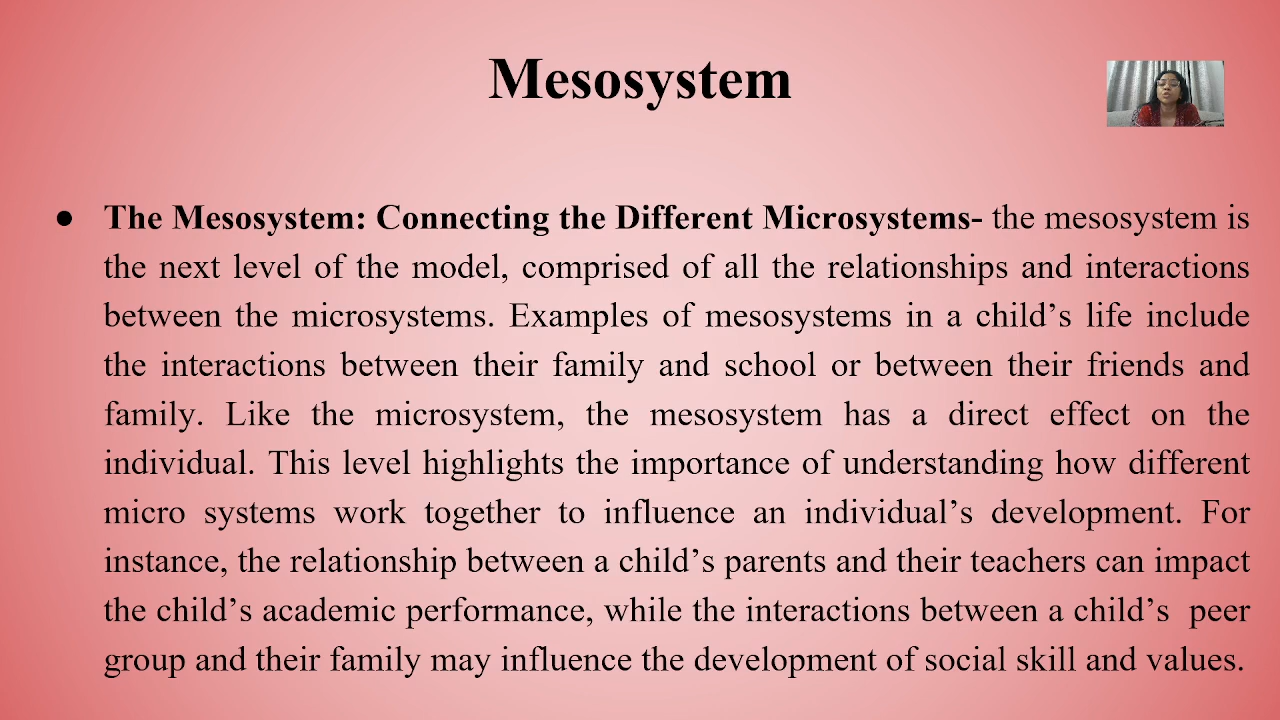 Mesosystem
● The Mesosystem: Connecting the Different Microsystems- the mesosystem is
the next level of the model, comprised of all the relationships and interactions
between the microsystems. Examples of mesosystems in a child’s life include
the interactions between their family and school or between their friends and
family. Like the microsystem, the mesosystem has a direct effect on the
individual. This level highlights the importance of understanding how different
micro systems work together to influence an individual’s development. For
instance, the relationship between a child’s parents and their teachers can impact
the child’s academic performance, while the interactions between a child’s peer
group and their family may influence the development of social skill and values.